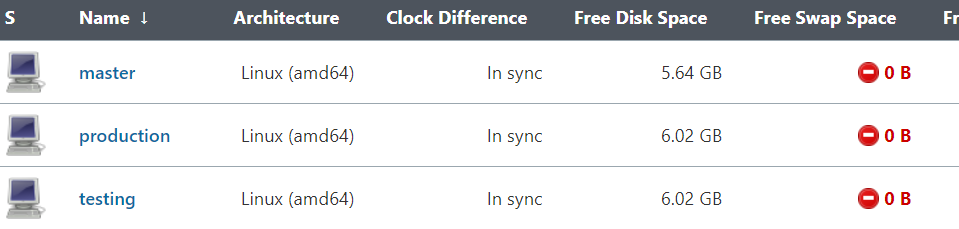 S Name ↓ Architecture Clock Difference Free Disk Space Free Swap Space Fr
master Linux (amd64) In sync 5.64 GB 0 B
production Linux (amd64) In sync 6.02 GB 0 B
testing Linux (amd64) In sync 6.02 GB 0 B